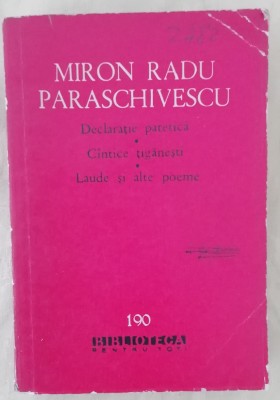 MIRON RADU
PARASCHIVESCU
Declarație patetică
•
Cîntice țigănești
•
Laude și alte poeme
190
BIBLIOTECA
PENTRU TOȚI